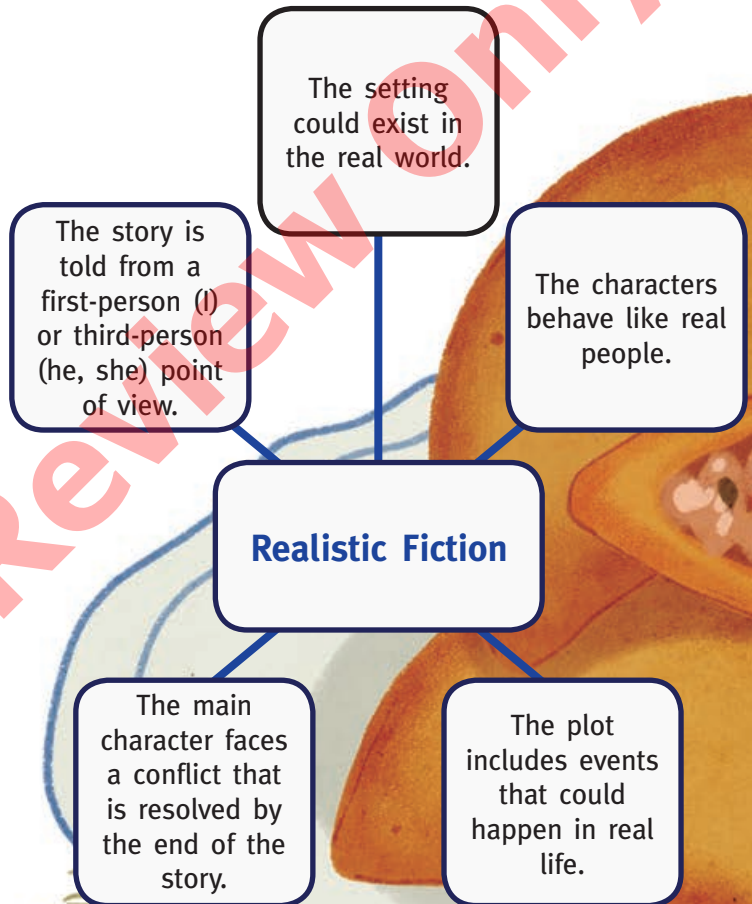 The setting
could exist in
the real world.
The story is
told from a
first-person (I)
or third-person
(he, she) point
of view.
The characters
behave like real
people.
Realistic Fiction
The main
character faces
a conflict that
is resolved by
the end of the
story.
The plot
includes events
that could
happen in real
life.
Review Only